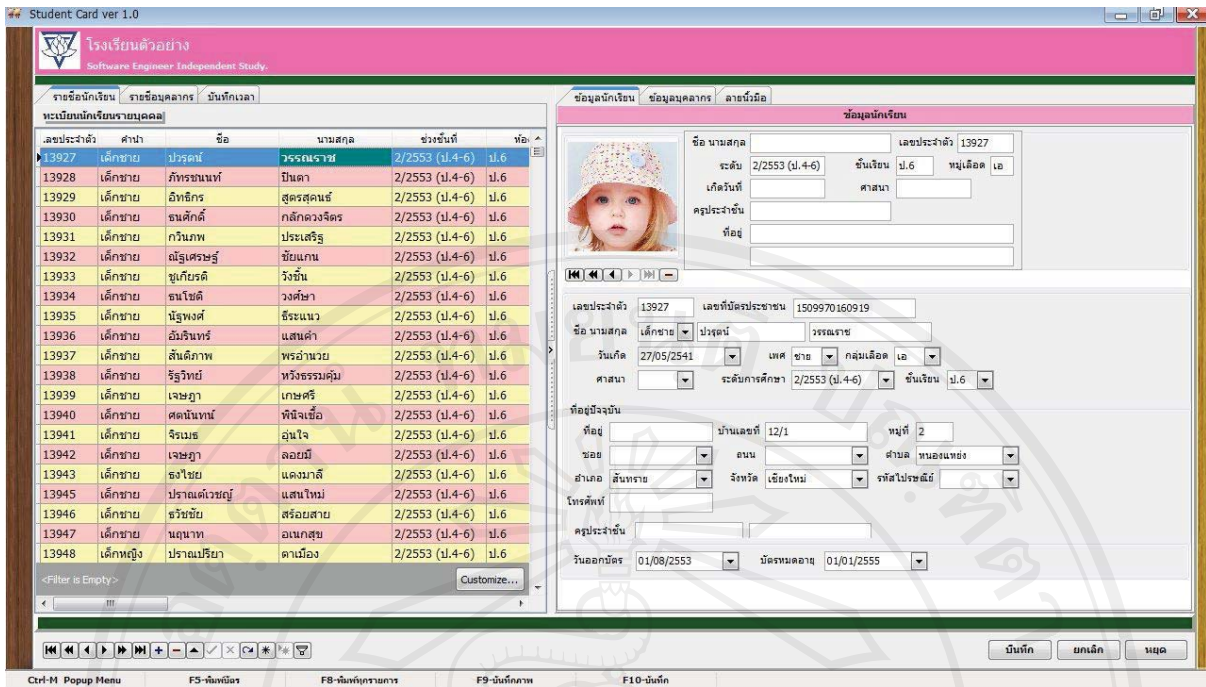 Student Card ver 1.0
โรงเรียนตัวอย่าง
Software Engineer Independent Study.
รายชื่อนักเรียน รายชื่อบุคลากร บันทึกเวลา
ทะเบียนนักเรียนรายบุคคล
เลขประจำตัว คำนำ ชื่อ นามสกุล ช่วงชั้นที่ ห้อง
13927 เด็กชาย ปวรุตน์ วรรณราช 2/2553 (ป.4-6) ป.6
13928 เด็กชาย ภัทรชนนท์ ปินตา 2/2553 (ป.4-6) ป.6
13929 เด็กชาย อิทธิกร สูตรสุคนธ์ 2/2553 (ป.4-6) ป.6
13930 เด็กชาย ธนศักดิ์ กลักดวงจิตร 2/2553 (ป.4-6) ป.6
13931 เด็กชาย กวินภพ ประเสริฐ 2/2553 (ป.4-6) ป.6
13932 เด็กชาย ณัฐเศรษฐ์ ชัยแกน 2/2553 (ป.4-6) ป.6
13933 เด็กชาย ชูเกียรติ วังชิ้น 2/2553 (ป.4-6) ป.6
13934 เด็กชาย ธนโชติ วงศ์ษา 2/2553 (ป.4-6) ป.6
13935 เด็กชาย นัฐพงศ์ ธีระแนว 2/2553 (ป.4-6) ป.6
13936 เด็กชาย อัมรินทร์ แสนคำ 2/2553 (ป.4-6) ป.6
13937 เด็กชาย สันติภาพ พรอำนวย 2/2553 (ป.4-6) ป.6
13938 เด็กชาย รัฐวิทย์ หวังธรรมคุ้ม 2/2553 (ป.4-6) ป.6
13939 เด็กชาย เจษฎา เกษศรี 2/2553 (ป.4-6) ป.6
13940 เด็กชาย ศตนันทน์ พินิจเชื้อ 2/2553 (ป.4-6) ป.6
13941 เด็กชาย จิรเมธ อุ่นใจ 2/2553 (ป.4-6) ป.6
13942 เด็กชาย เจษฎา ลอยมี 2/2553 (ป.4-6) ป.6
13943 เด็กชาย ธงไชย แดงมาลี 2/2553 (ป.4-6) ป.6
13945 เด็กชาย ปราณต์เวชญ์ แสนใหม่ 2/2553 (ป.4-6) ป.6
13946 เด็กชาย ธวัชชัย สร้อยสาย 2/2553 (ป.4-6) ป.6
13947 เด็กชาย นฤนาท อเนกสุข 2/2553 (ป.4-6) ป.6
13948 เด็กหญิง ปราณปริยา ตาเมือง 2/2553 (ป.4-6) ป.6
<Filter is Empty> Customize...
ข้อมูลนักเรียน ข้อมูลบุคลากร ลายนิ้วมือ
ข้อมูลนักเรียน
ชื่อ นามสกุล เลขประจำตัว 13927
ระดับ 2/2553 (ป.4-6) ชั้นเรียน ป.6 หมู่เลือด เอ
เกิดวันที่ ศาสนา
ครูประจำชั้น
ที่อยู่
เลขประจำตัว 13927 เลขที่บัตรประชาชน 1509970160919
ชื่อ นามสกุล เด็กชาย ปวรุตน์ วรรณราช
วันเกิด 27/05/2541 เพศ ชาย กลุ่มเลือด เอ
ศาสนา ระดับการศึกษา 2/2553 (ป.4-6) ชั้นเรียน ป.6
ที่อยู่ปัจจุบัน
ที่อยู่ บ้านเลขที่ 12/1 หมู่ที่ 2
ซอย ถนน ตำบล หนองแหย่ง
อำเภอ สันทราย จังหวัด เชียงใหม่ รหัสไปรษณีย์
โทรศัพท์
ครูประจำชั้น
วันออกบัตร 01/08/2553 บัตรหมดอายุ 01/01/2555
บันทึก ยกเลิก หยุด
Ctrl-M Popup Menu F5-พิมพ์บัตร F8-พิมพ์ทุกรายการ F9-บันทึกภาพ F10-บันทึก